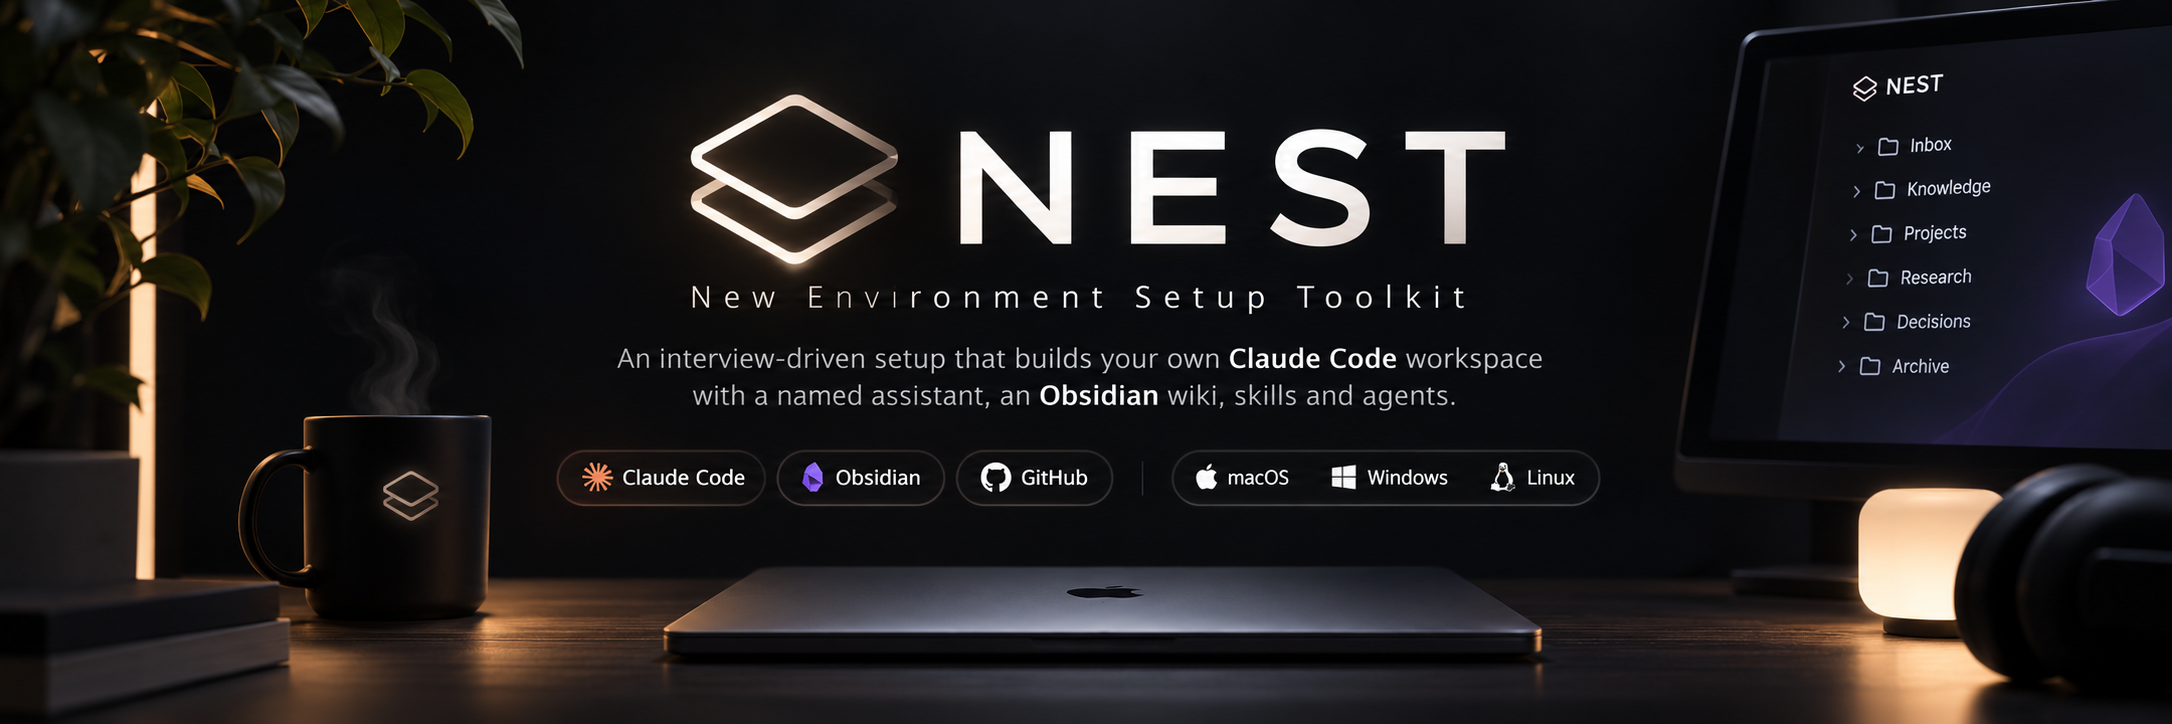 NEST
New Environment Setup Toolkit
An interview-driven setup that builds your own Claude Code workspace
with a named assistant, an Obsidian wiki, skills and agents.
Claude Code
Obsidian
GitHub
macOS
Windows
Linux
NEST
Inbox
Knowledge
Projects
Research
Decisions
Archive